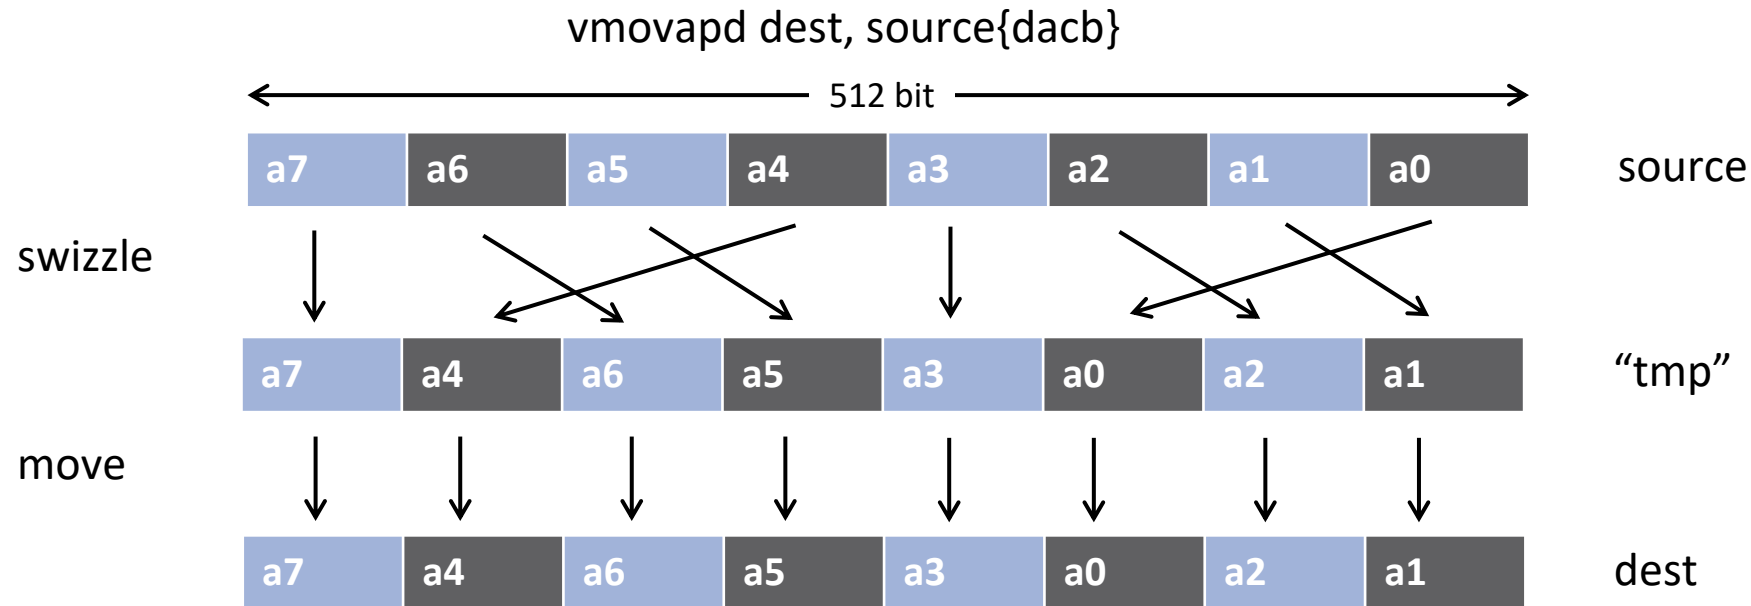 vmovapd dest, source{dacb}
512 bit
a7 a6 a5 a4 a3 a2 a1 a0 source
swizzle
a7 a4 a6 a5 a3 a0 a2 a1 “tmp”
move
a7 a4 a6 a5 a3 a0 a2 a1 dest